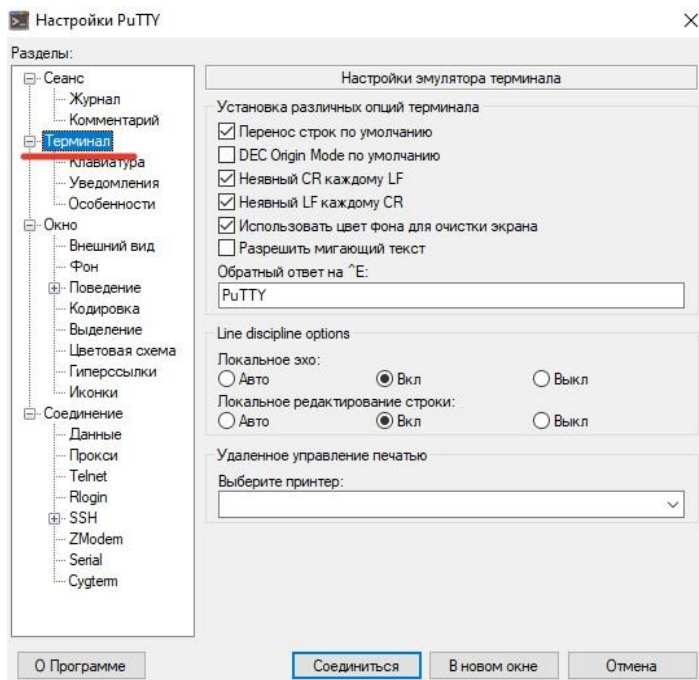 Настройки PuTTY
Разделы:
Сеанс
Журнал
Комментарий
Терминал
Клавиатура
Уведомления
Особенности
Окно
Внешний вид
Фон
Поведение
Кодировка
Выделение
Цветовая схема
Гиперссылки
Иконки
Соединение
Данные
Прокси
Telnet
Rlogin
SSH
ZModem
Serial
Cygterm
Настройки эмулятора терминала
Установка различных опций терминала
Перенос строк по умолчанию
DEC Origin Mode по умолчанию
Неявный CR каждому LF
Неявный LF каждому CR
Использовать цвет фона для очистки экрана
Разрешить мигающий текст
Обратный ответ на ^E:
PuTTY
Line discipline options
Локальное эхо:
Авто Вкл Выкл
Локальное редактирование строки:
Авто Вкл Выкл
Удаленное управление печатью
Выберите принтер:
О Программе Соединиться В новом окне Отмена